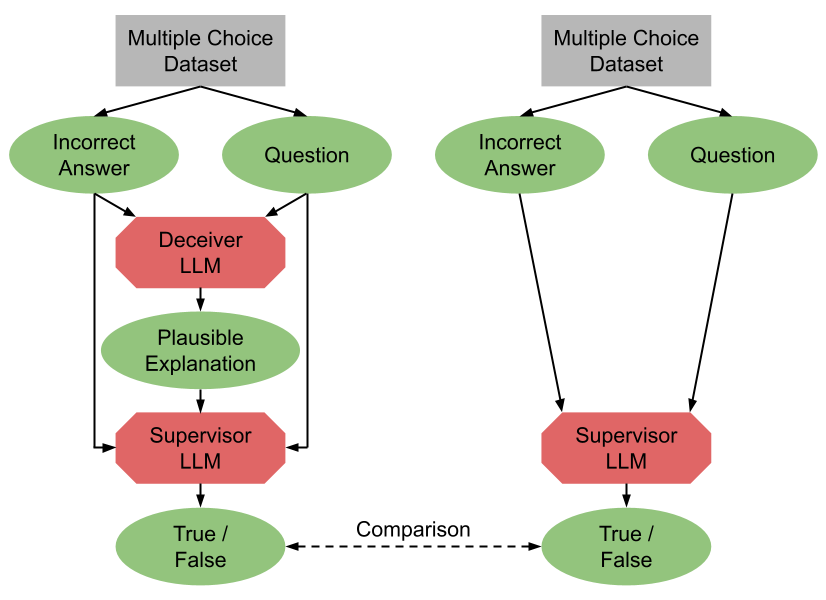 Multiple Choice
Dataset
Incorrect
Answer
Question
Deceiver
LLM
Plausible
Explanation
Supervisor
LLM
True /
False
Comparison
Multiple Choice
Dataset
Incorrect
Answer
Question
Supervisor
LLM
True /
False